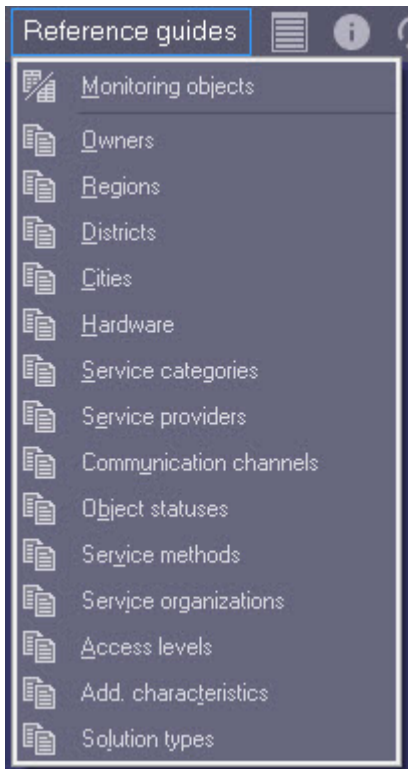 Reference guides
Monitoring objects
Owners
Regions
Districts
Cities
Hardware
Service categories
Service providers
Communication channels
Object statuses
Service methods
Service organizations
Access levels
Add. characteristics
Solution types